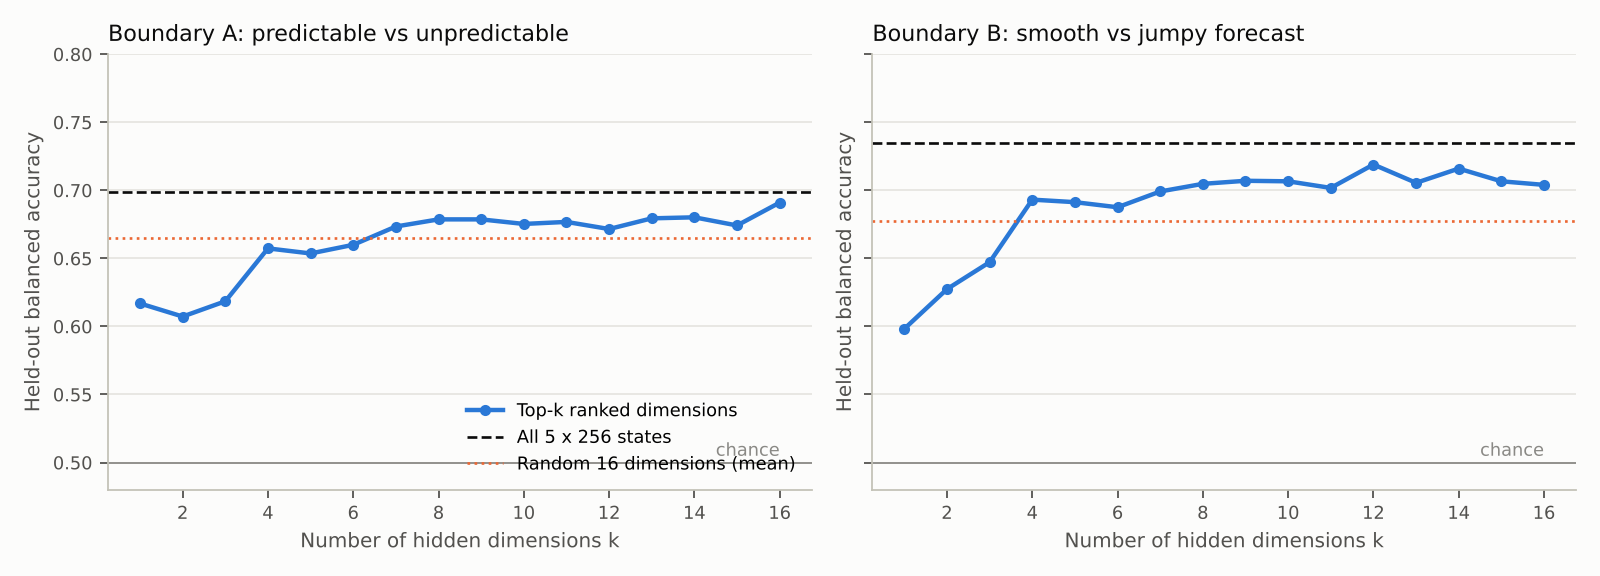 Boundary A: predictable vs unpredictable
Held-out balanced accuracy
0.80
0.75
0.70
0.65
0.60
0.55
0.50
Top-k ranked dimensions
All 5 x 256 states
Random 16 dimensions (mean)
chance
2 4 6 8 10 12 14 16
Number of hidden dimensions k
Boundary B: smooth vs jumpy forecast
Held-out balanced accuracy
chance
2 4 6 8 10 12 14 16
Number of hidden dimensions k